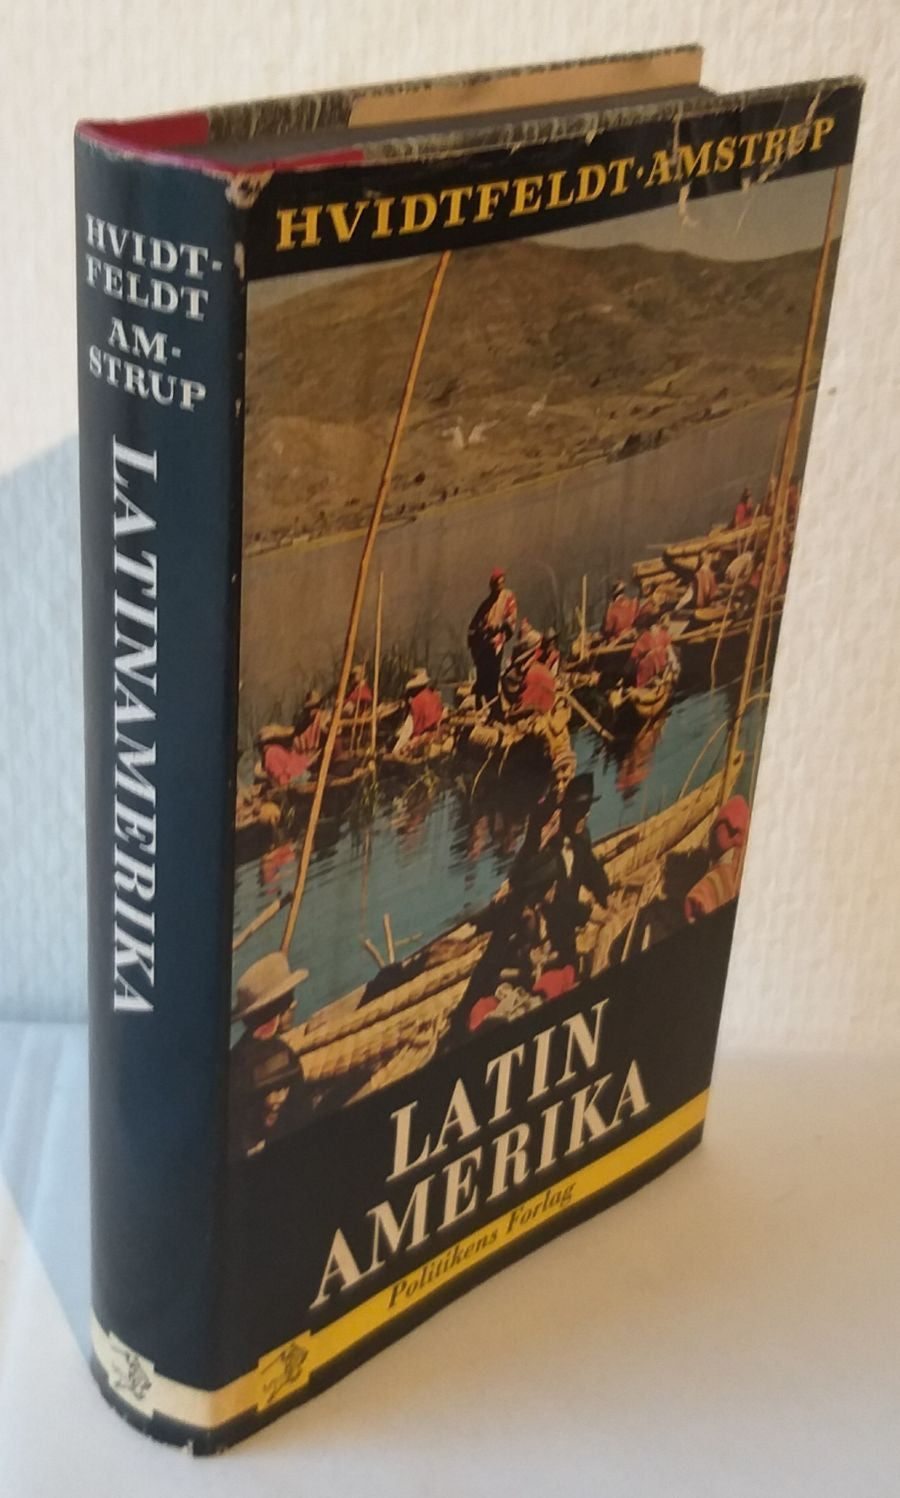 HVIDT-
FELDT
AM-
STRUP
LATINAMERIKA
HVIDTFELDT·AMSTRUP
LATIN
AMERIKA
Politikens Forlag